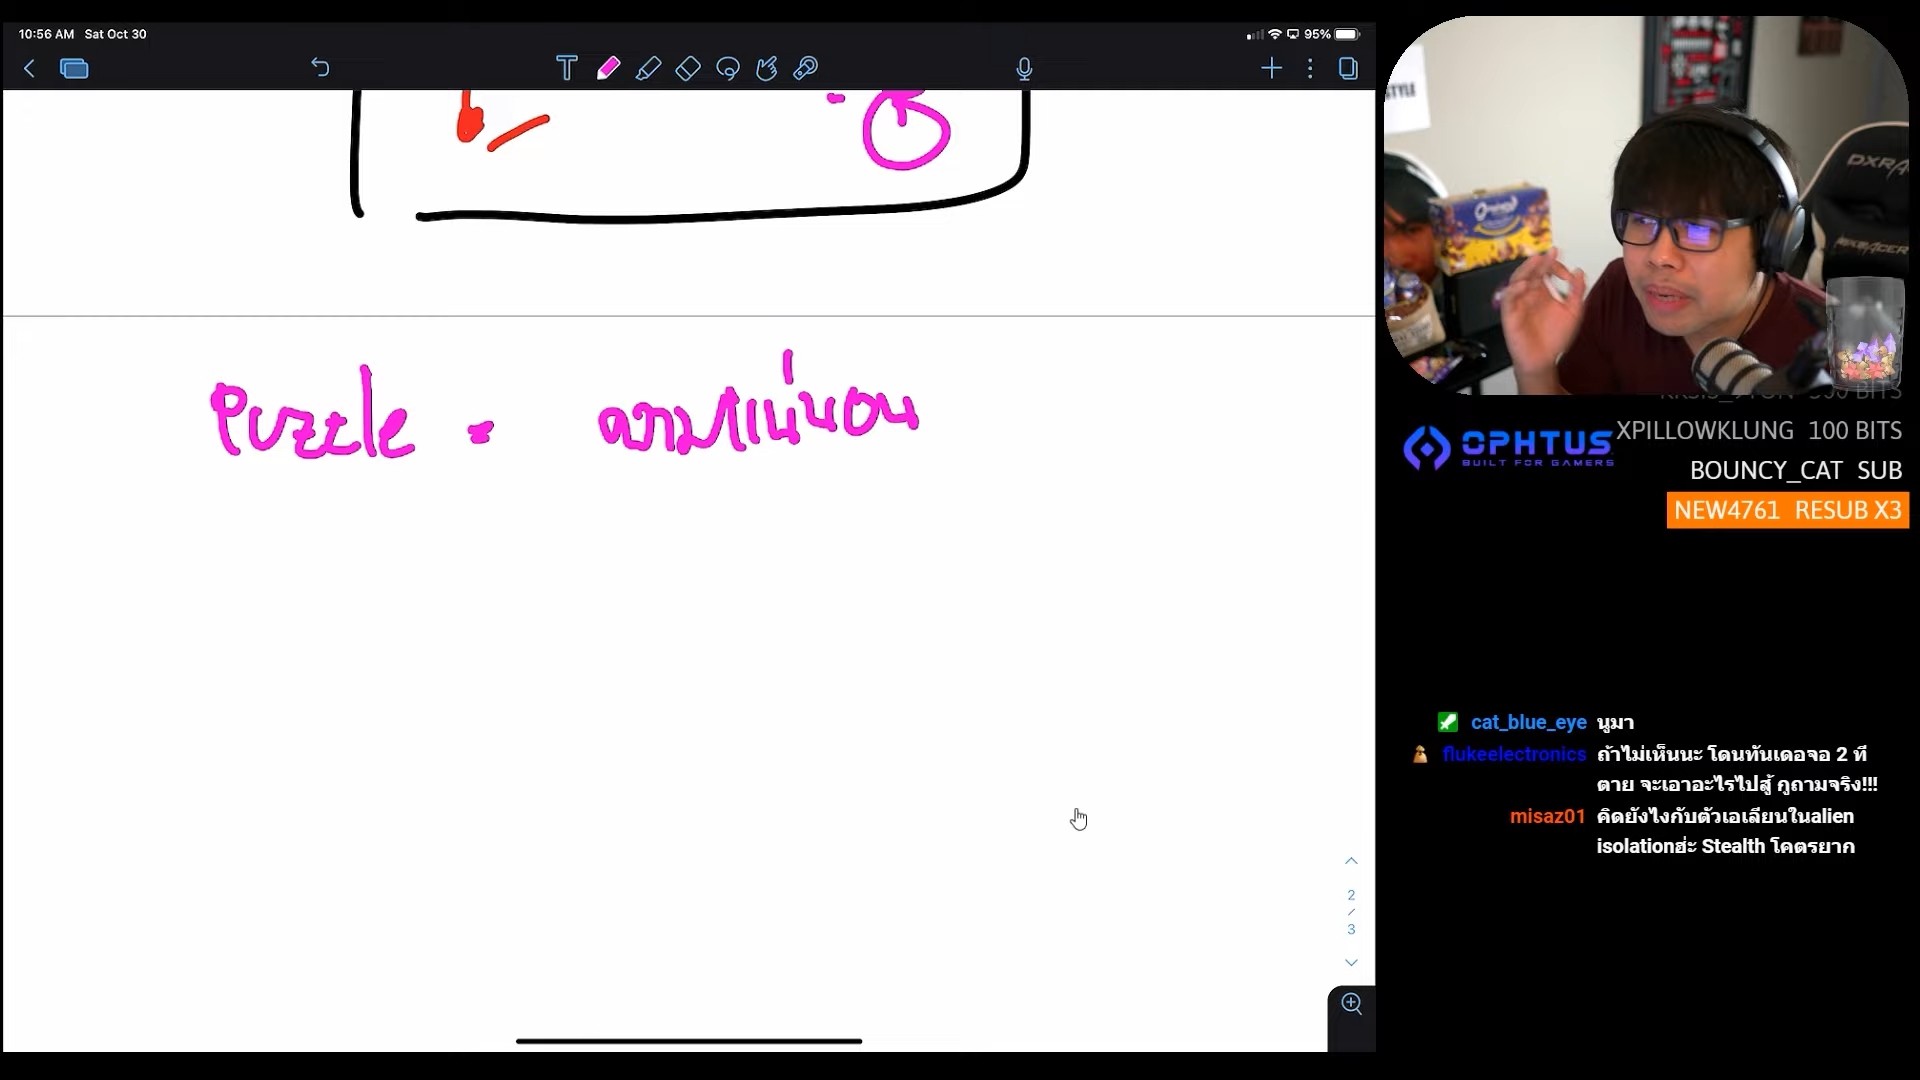 10:56 AM Sat Oct 30
95%
Puzzle = ความแน่นอน
STYLE
DXRA
OPHTUS
BUILT FOR GAMERS
XPILLOWKLUNG 100 BITS
BOUNCY_CAT SUB
NEW4761 RESUB X3
cat_blue_eye นูมา
flukeelectronics ถ้าไม่เห็นนะ โดนทันเดอจอ 2 ที
ตาย จะเอาอะไรไปสู้ กูถามจริง!!!
misaz01 คิดยังไงกับตัวเอเลียนในalien
isolationฮ่ะ Stealth โคตรยาก
2
/
3